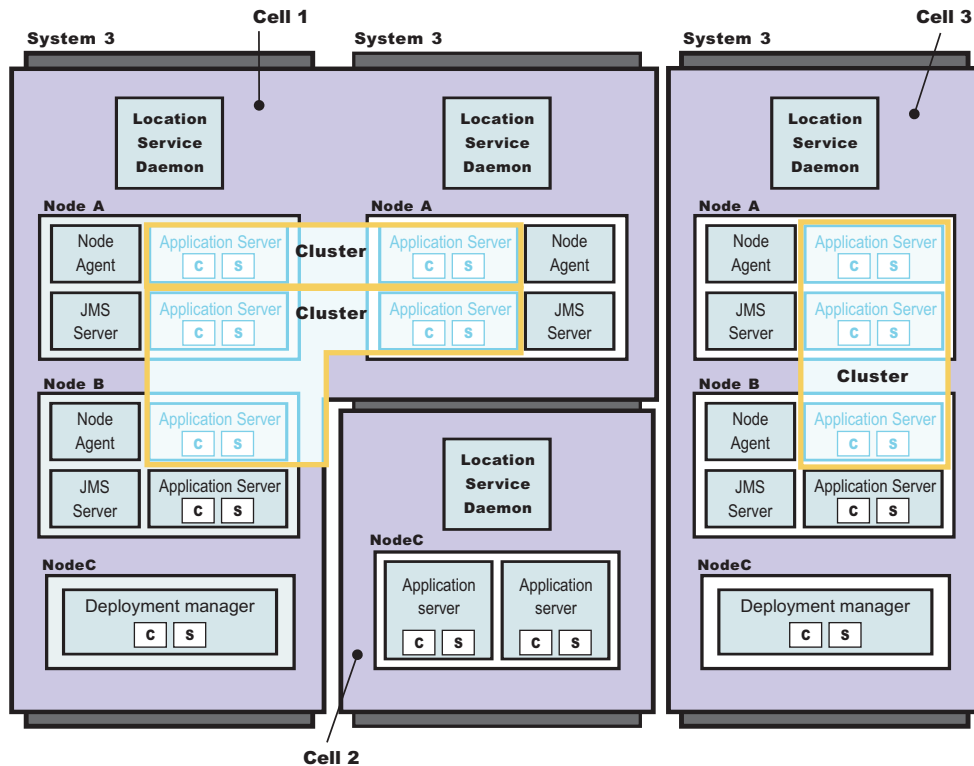 Cell 1
Cell 3
System 3
System 3
System 3
Location
Service
Daemon
Location
Service
Daemon
Location
Service
Daemon
Node A
Node
Agent
Application Server
C S
JMS
Server
Application Server
C S
Cluster
Cluster
Node A
Application Server
C S
Node
Agent
Application Server
C S
JMS
Server
Node B
Node
Agent
Application Server
C S
JMS
Server
Application Server
C S
NodeC
Deployment manager
C S
Location
Service
Daemon
NodeC
Application
server
C S
Application
server
C S
Cell 2
Node A
Node
Agent
Application Server
C S
JMS
Server
Application Server
C S
Cluster
Node B
Node
Agent
Application Server
C S
JMS
Server
Application Server
C S
NodeC
Deployment manager
C S